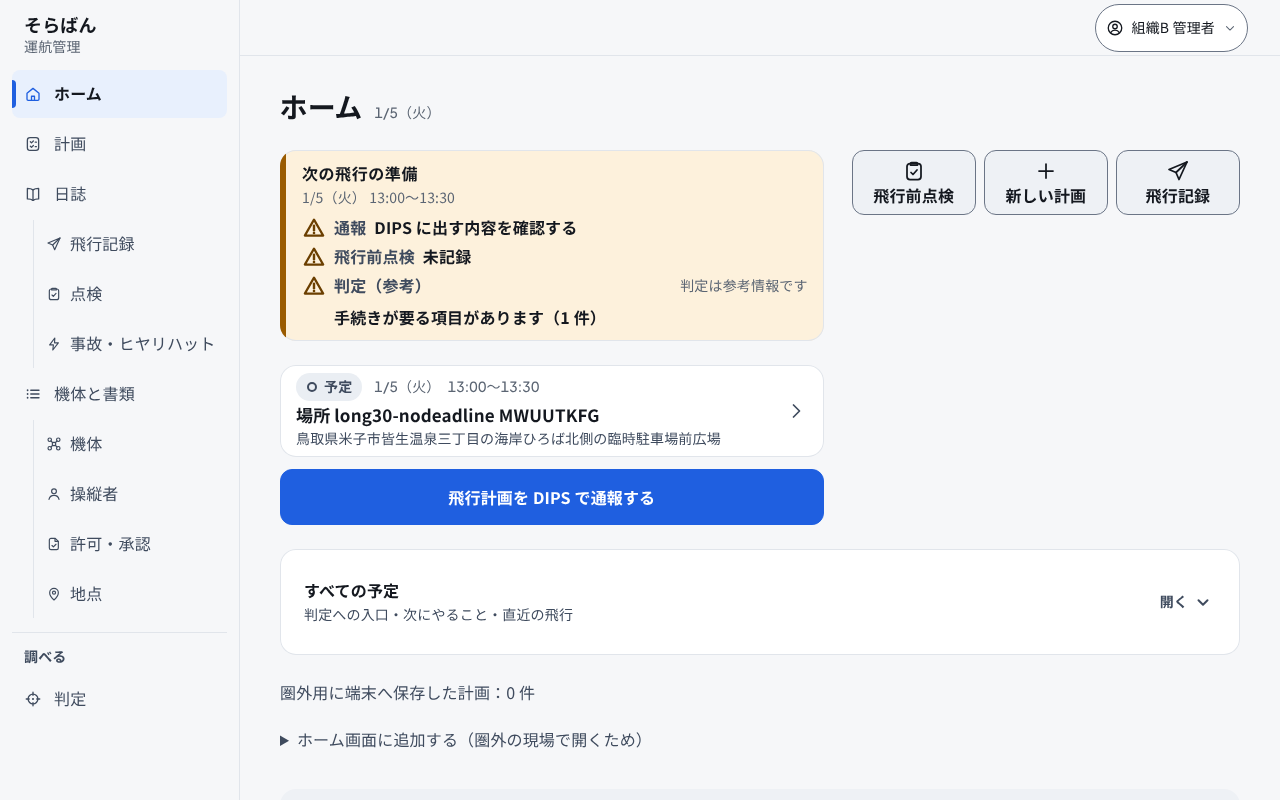 そらばん
運航管理
組織B 管理者
ホーム
計画
日誌
飛行記録
点検
事故・ヒヤリハット
機体と書類
機体
操縦者
許可・承認
地点
調べる
判定
ホーム 1/5（火）
次の飛行の準備
1/5（火） 13:00〜13:30
通報 DIPS に出す内容を確認する
飛行前点検 未記録
判定（参考） 判定は参考情報です
手続きが要る項目があります（1 件）
飛行前点検
新しい計画
飛行記録
予定 1/5（火） 13:00〜13:30
場所 long30-nodeadline MWUUTKFG
鳥取県米子市皆生温泉三丁目の海岸ひろば北側の臨時駐車場前広場
飛行計画を DIPS で通報する
すべての予定
判定への入口・次にやること・直近の飛行
開く
圏外用に端末へ保存した計画：0 件
ホーム画面に追加する（圏外の現場で開くため）